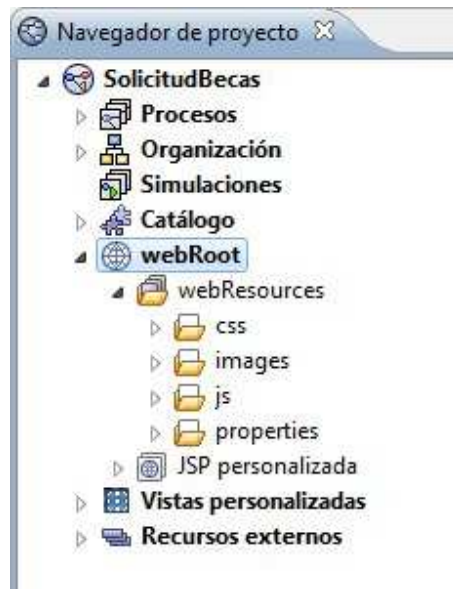 Navegador de proyecto
SolicitudBecas
Procesos
Organización
Simulaciones
Catálogo
webRoot
webResources
css
images
js
properties
JSP personalizada
Vistas personalizadas
Recursos externos